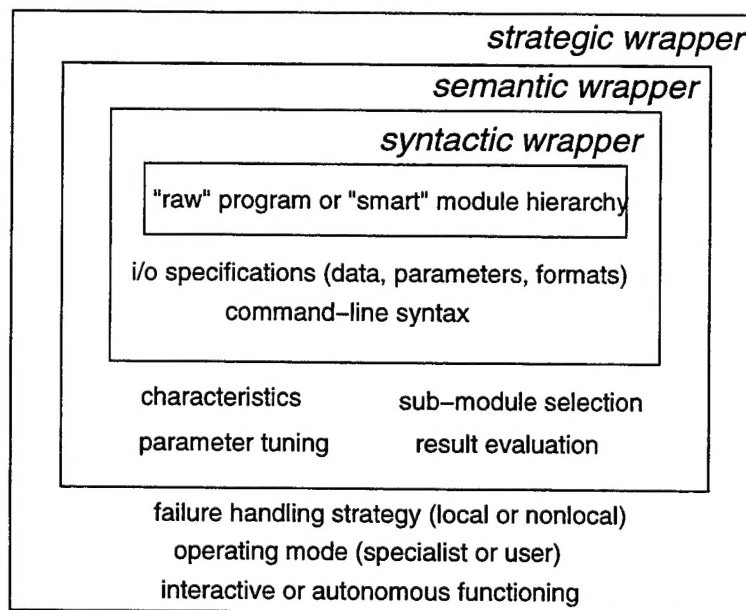 strategic wrapper
semantic wrapper
syntactic wrapper
"raw" program or "smart" module hierarchy
i/o specifications (data, parameters, formats)
command–line syntax
characteristics sub–module selection
parameter tuning result evaluation
failure handling strategy (local or nonlocal)
operating mode (specialist or user)
interactive or autonomous functioning